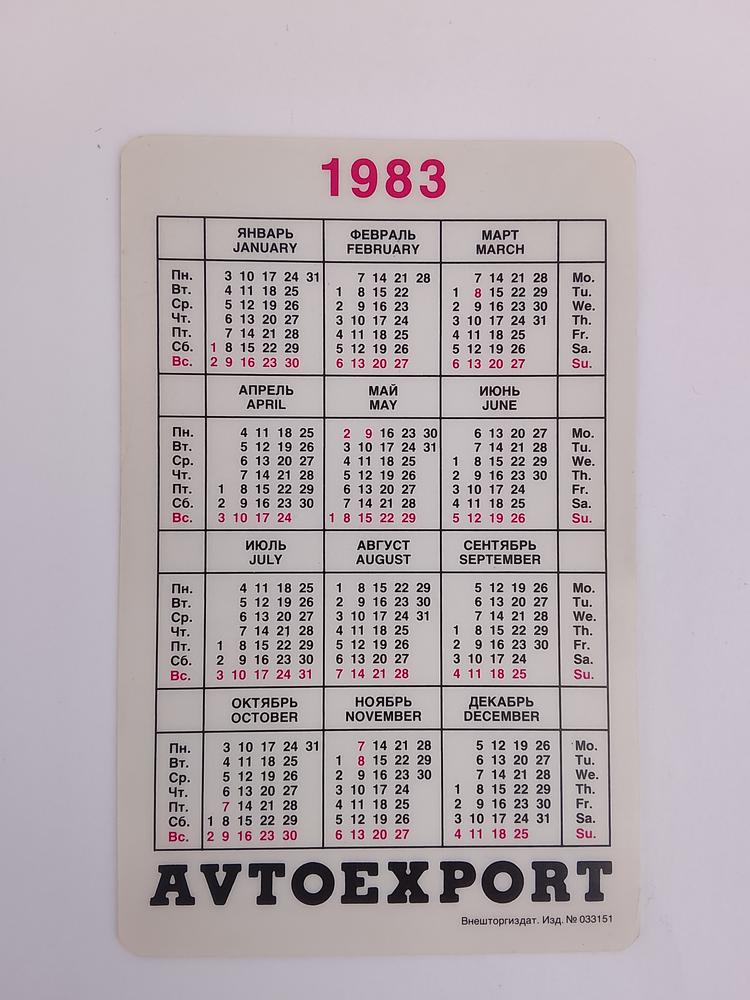 1983
ЯНВАРЬ ФЕВРАЛЬ МАРТ
JANUARY FEBRUARY MARCH
Пн. 3 10 17 24 31 7 14 21 28 7 14 21 28 Mo.
Вт. 4 11 18 25 1 8 15 22 1 8 15 22 29 Tu.
Ср. 5 12 19 26 2 9 16 23 2 9 16 23 30 We.
Чт. 6 13 20 27 3 10 17 24 3 10 17 24 31 Th.
Пт. 7 14 21 28 4 11 18 25 4 11 18 25 Fr.
Сб. 1 8 15 22 29 5 12 19 26 5 12 19 26 Sa.
Вс. 2 9 16 23 30 6 13 20 27 6 13 20 27 Su.
АПРЕЛЬ МАЙ ИЮНЬ
APRIL MAY JUNE
Пн. 4 11 18 25 2 9 16 23 30 6 13 20 27 Mo.
Вт. 5 12 19 26 3 10 17 24 31 7 14 21 28 Tu.
Ср. 6 13 20 27 4 11 18 25 1 8 15 22 29 We.
Чт. 7 14 21 28 5 12 19 26 2 9 16 23 30 Th.
Пт. 1 8 15 22 29 6 13 20 27 3 10 17 24 Fr.
Сб. 2 9 16 23 30 7 14 21 28 4 11 18 25 Sa.
Вс. 3 10 17 24 1 8 15 22 29 5 12 19 26 Su.
ИЮЛЬ АВГУСТ СЕНТЯБРЬ
JULY AUGUST SEPTEMBER
Пн. 4 11 18 25 1 8 15 22 29 5 12 19 26 Mo.
Вт. 5 12 19 26 2 9 16 23 30 6 13 20 27 Tu.
Ср. 6 13 20 27 3 10 17 24 31 7 14 21 28 We.
Чт. 7 14 21 28 4 11 18 25 1 8 15 22 29 Th.
Пт. 1 8 15 22 29 5 12 19 26 2 9 16 23 30 Fr.
Сб. 2 9 16 23 30 6 13 20 27 3 10 17 24 Sa.
Вс. 3 10 17 24 31 7 14 21 28 4 11 18 25 Su.
ОКТЯБРЬ НОЯБРЬ ДЕКАБРЬ
OCTOBER NOVEMBER DECEMBER
Пн. 3 10 17 24 31 7 14 21 28 5 12 19 26 Mo.
Вт. 4 11 18 25 1 8 15 22 29 6 13 20 27 Tu.
Ср. 5 12 19 26 2 9 16 23 30 7 14 21 28 We.
Чт. 6 13 20 27 3 10 17 24 1 8 15 22 29 Th.
Пт. 7 14 21 28 4 11 18 25 2 9 16 23 30 Fr.
Сб. 1 8 15 22 29 5 12 19 26 3 10 17 24 31 Sa.
Вс. 2 9 16 23 30 6 13 20 27 4 11 18 25 Su.
AVTOEXPORT
Внешторгиздат. Изд. № 033151